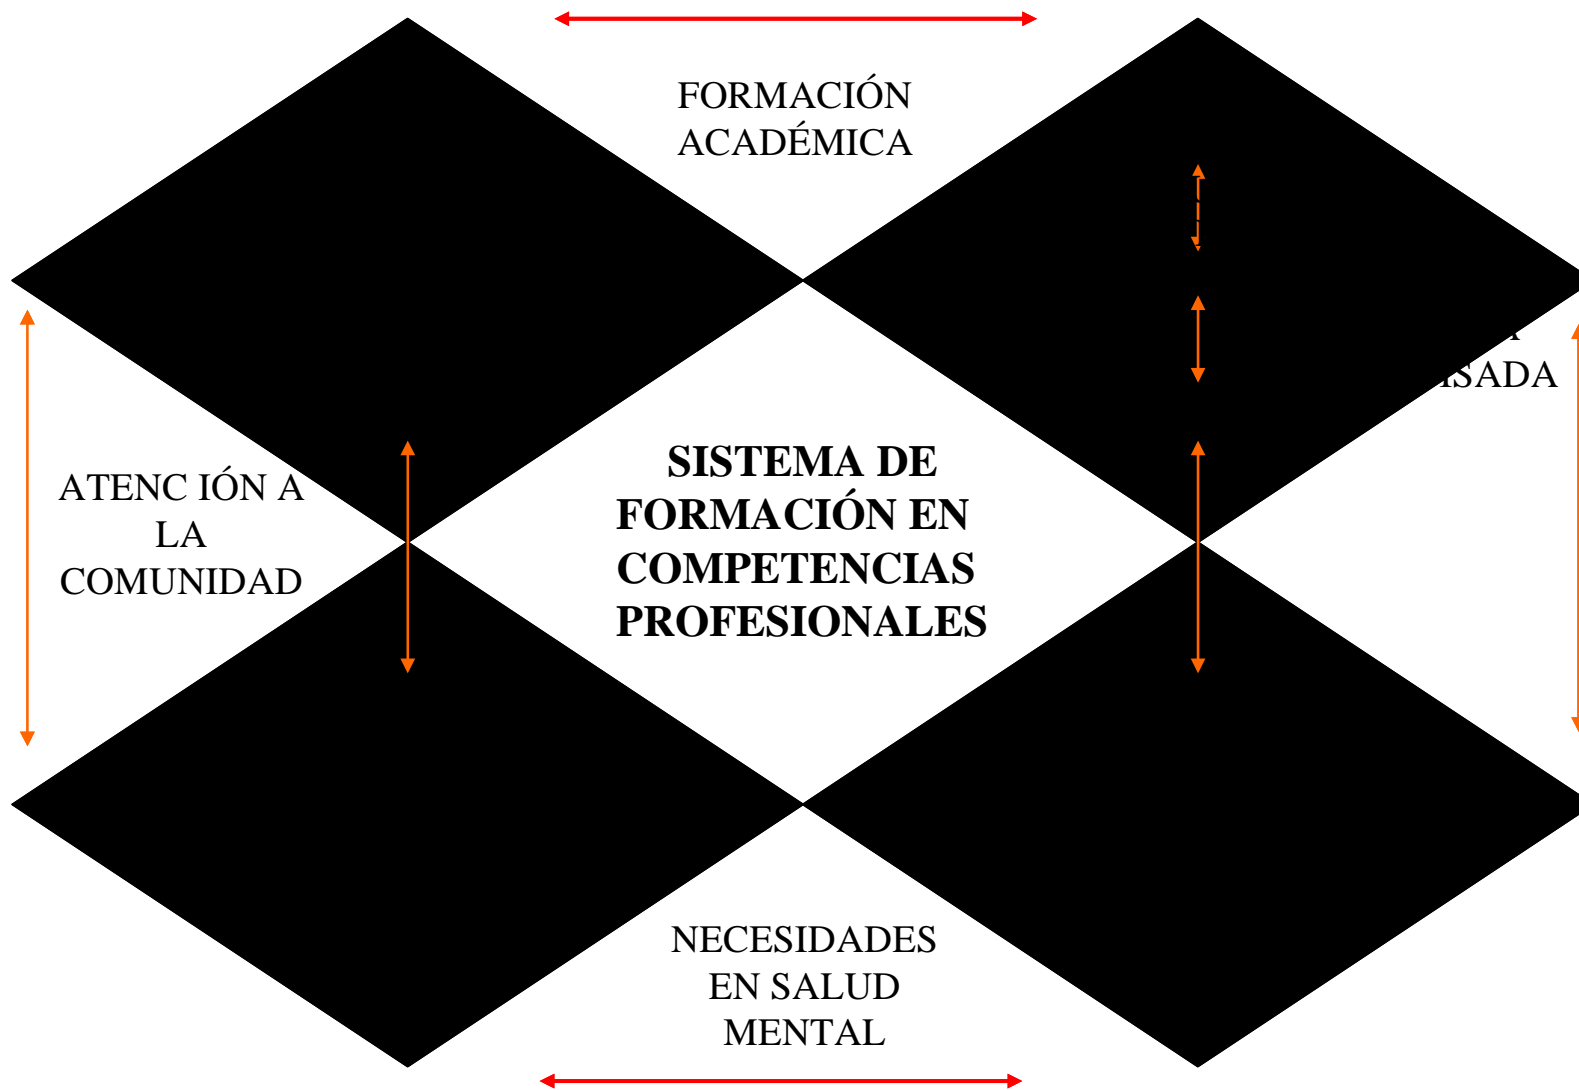 FORMACIÓN
ACADÉMICA
SISTEMA DE
FORMACIÓN EN
COMPETENCIAS
PROFESIONALES
ATENC IÓN A
LA
COMUNIDAD
NECESIDADES
EN SALUD
MENTAL